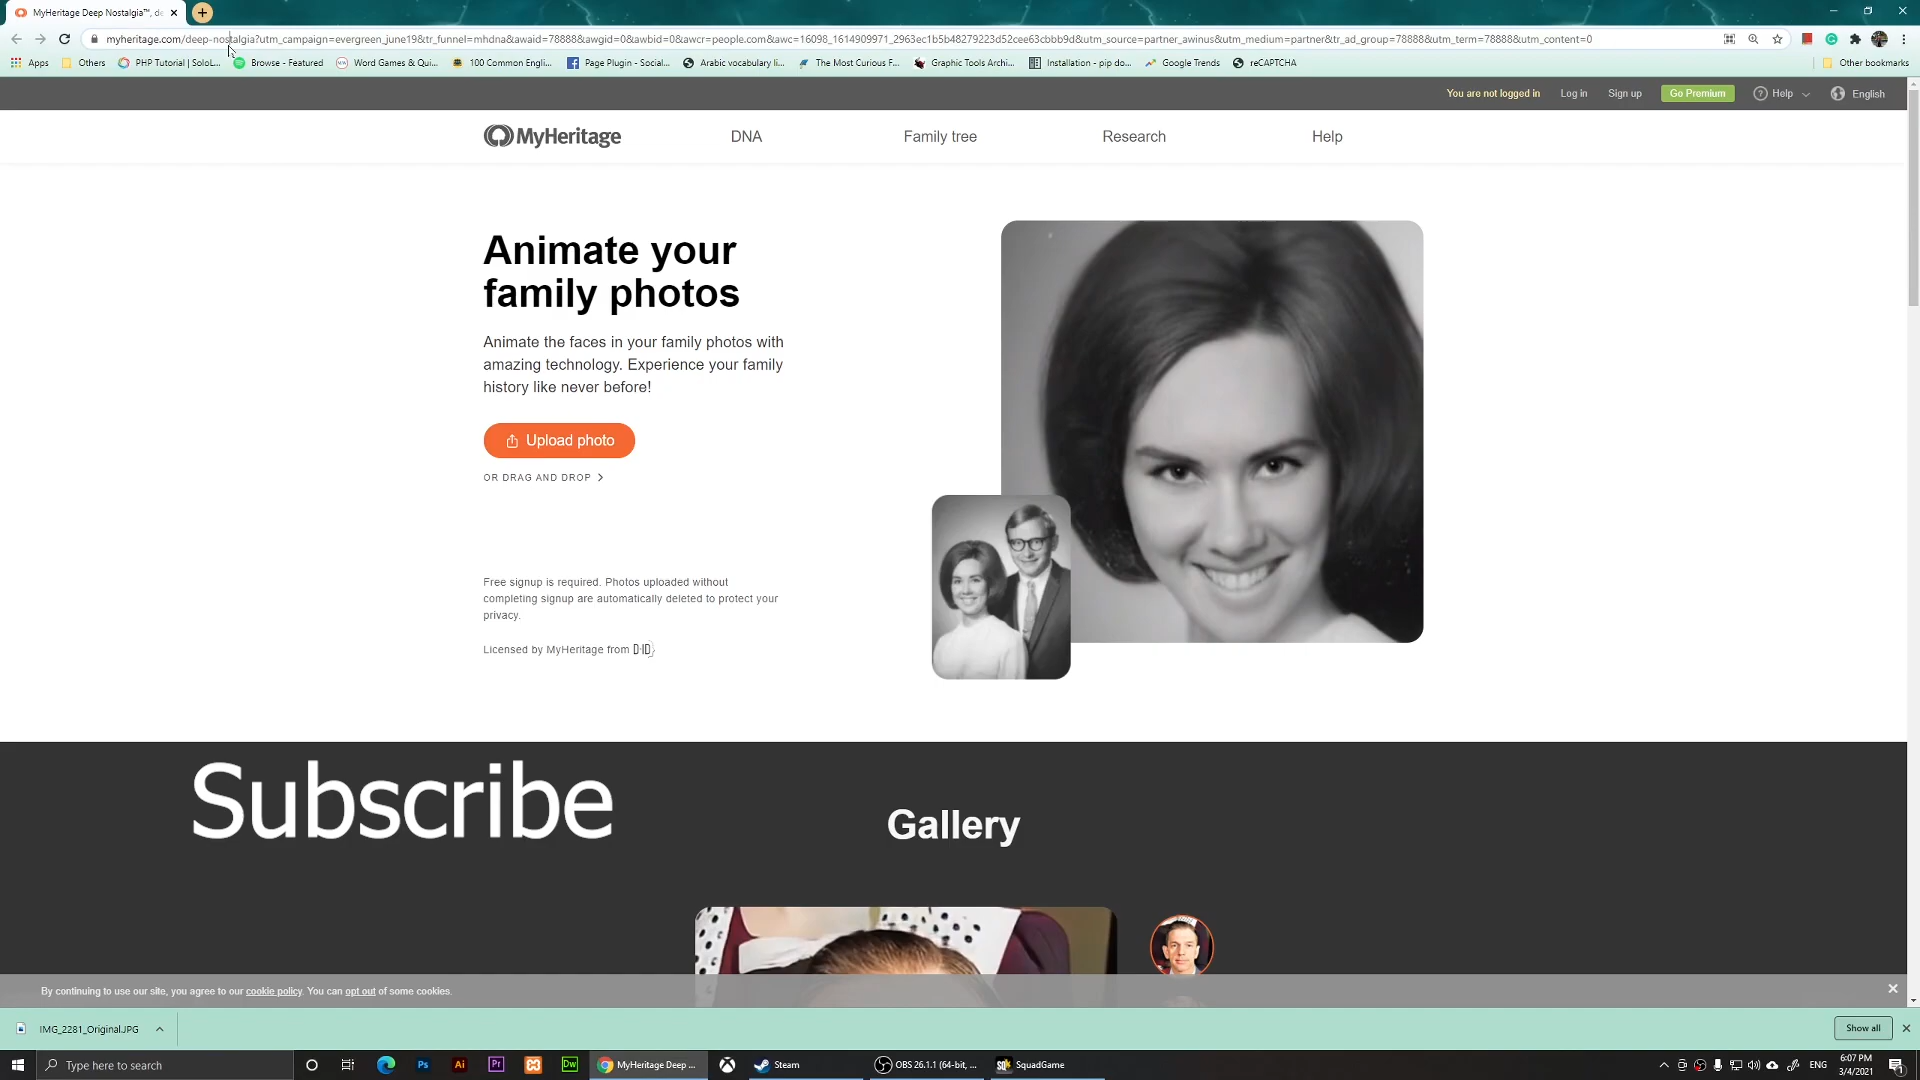 MyHeritage Deep Nostalgia™, de
myheritage.com/deep-nostalgia?utm_campaign=evergreen_june19&tr_funnel=mhdna&awaid=78888&awgid=0&awbid=0&awcr=people.com&awc=16098_1614909971_2963ec1b5b48279223d52cee63cbbb9d&utm_source=partner_awinus&utm_medium=partner&tr_ad_group=78888&utm_term=78888&utm_content=0
Apps Others PHP Tutorial | SoloL... Browse - Featured Word Games & Qui... 100 Common Engli... Page Plugin - Social... Arabic vocabulary li... The Most Curious F... Graphic Tools Archi... Installation - pip do... Google Trends reCAPTCHA Other bookmarks
You are not logged in Log in Sign up Go Premium Help English
MyHeritage DNA Family tree Research Help
Animate your
family photos
Animate the faces in your family photos with
amazing technology. Experience your family
history like never before!
Upload photo
OR DRAG AND DROP
Free signup is required. Photos uploaded without
completing signup are automatically deleted to protect your
privacy.
Licensed by MyHeritage from D-ID
Subscribe
Gallery
By continuing to use our site, you agree to our cookie policy. You can opt out of some cookies.
IMG_2281_Original.JPG
Show all
Type here to search
Ps Ai Pr Dw
MyHeritage Deep ...
Steam
OBS 26.1.1 (64-bit, ...
SquadGame
ENG
6:07 PM
3/4/2021